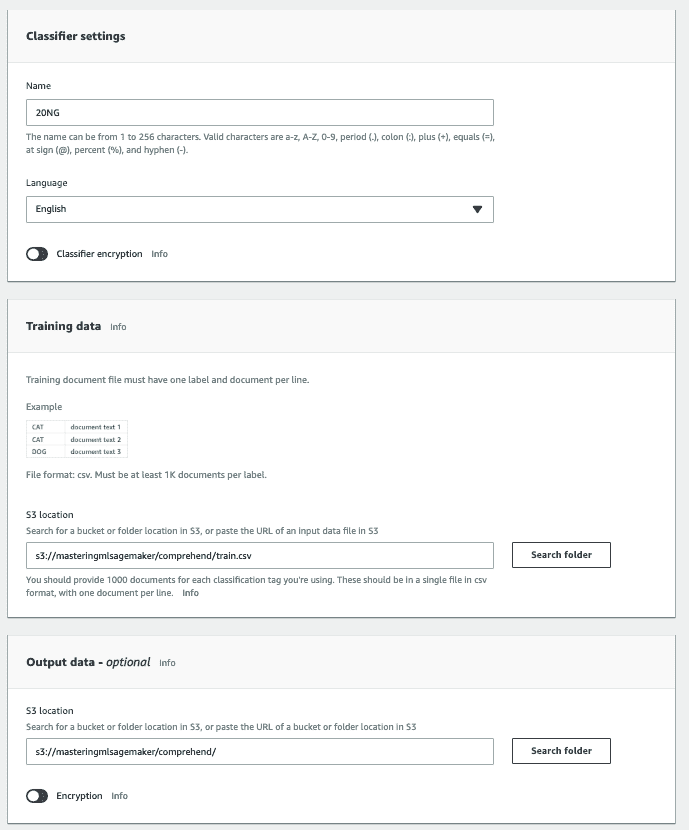 Classifier settings
Name
20NG
The name can be from 1 to 256 characters. Valid characters are a-z, A-Z, 0-9, period (.), colon (:), plus (+), equals (=),
at sign (@), percent (%), and hyphen (-).
Language
English
Classifier encryption Info
Training data Info
Training document file must have one label and document per line.
Example
CAT document text 1
CAT document text 2
DOG document text 3
File format: csv. Must be at least 1K documents per label.
S3 location
Search for a bucket or folder location in S3, or paste the URL of an input data file in S3
s3://masteringmlsagemaker/comprehend/train.csv Search folder
You should provide 1000 documents for each classification tag you're using. These should be in a single file in csv
format, with one document per line. Info
Output data - optional Info
S3 location
Search for a bucket or folder location in S3, or paste the URL of a bucket or folder location in S3
s3://masteringmlsagemaker/comprehend/ Search folder
Encryption Info